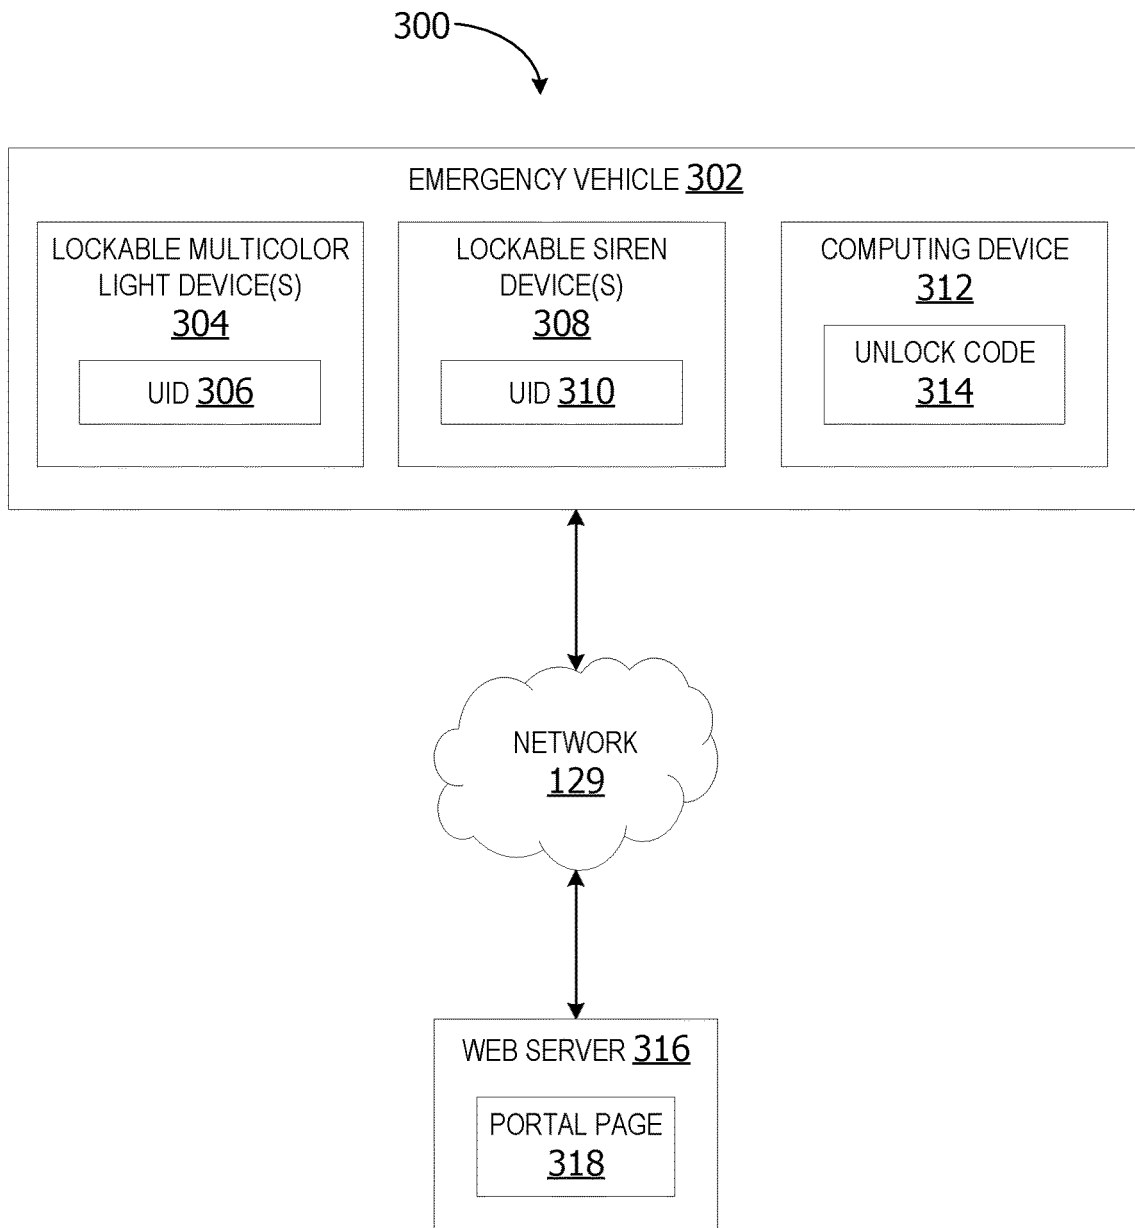 300
EMERGENCY VEHICLE 302
LOCKABLE MULTICOLOR
LIGHT DEVICE(S)
304
UID 306
LOCKABLE SIREN
DEVICE(S)
308
UID 310
COMPUTING DEVICE
312
UNLOCK CODE
314
NETWORK
129
WEB SERVER 316
PORTAL PAGE
318